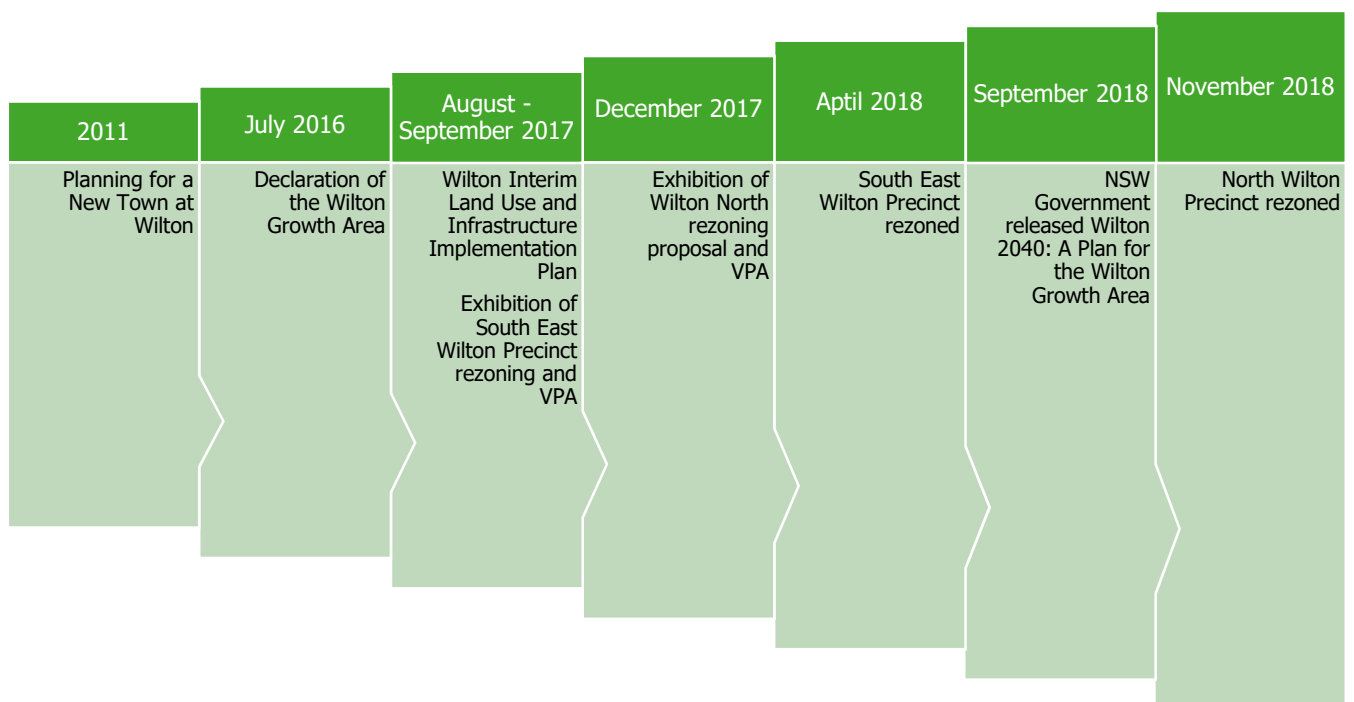 2011
Planning for a
New Town at
Wilton
July 2016
Declaration of
the Wilton
Growth Area
August -
September 2017
Wilton Interim
Land Use and
Infrastructure
Implementation
Plan
Exhibition of
South East
Wilton Precinct
rezoning and
VPA
December 2017
Exhibition of
Wilton North
rezoning
proposal and
VPA
Aptil 2018
South East
Wilton Precinct
rezoned
September 2018
NSW
Government
released Wilton
2040: A Plan for
the Wilton
Growth Area
November 2018
North Wilton
Precinct rezoned